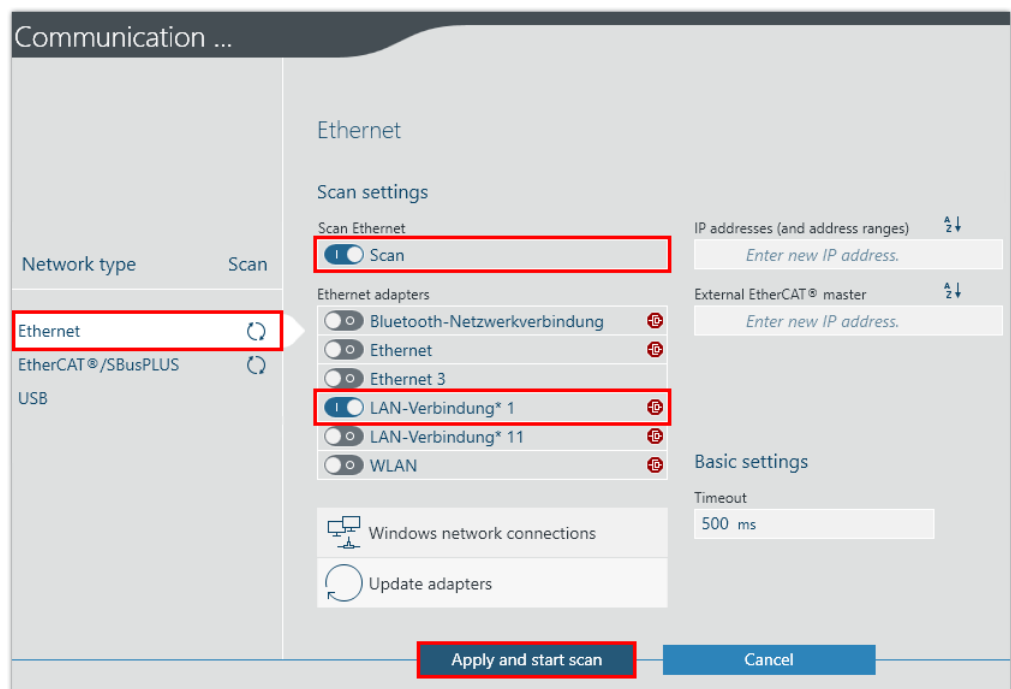 Communication ...
Network type Scan
Ethernet
EtherCAT®/SBusPLUS
USB
Ethernet
Scan settings
Scan Ethernet
Scan
Ethernet adapters
Bluetooth-Netzwerkverbindung
Ethernet
Ethernet 3
LAN-Verbindung* 1
LAN-Verbindung* 11
WLAN
Windows network connections
Update adapters
IP addresses (and address ranges)
Enter new IP address.
External EtherCAT® master
Enter new IP address.
Basic settings
Timeout
500 ms
Apply and start scan
Cancel